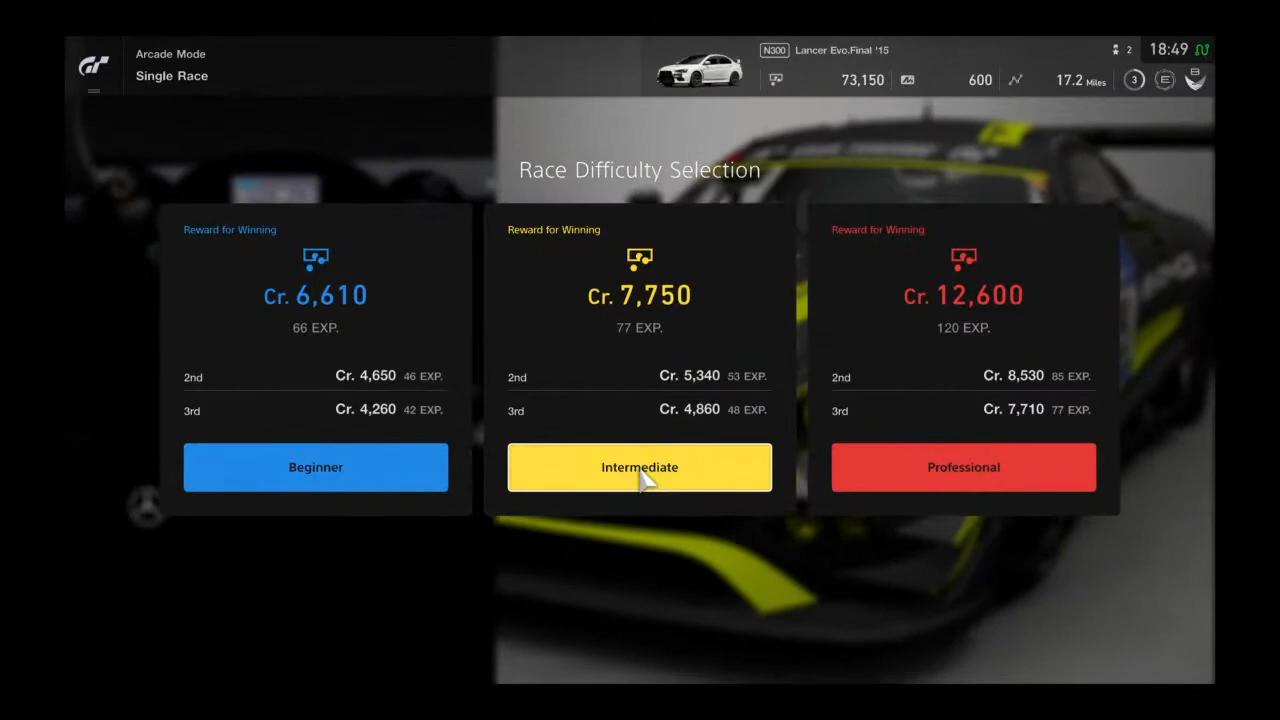 Arcade Mode
Single Race
N300 Lancer Evo.Final '15
2 18:49
73,150 600 17.2 Miles 3 E B
Race Difficulty Selection
Reward for Winning
Cr. 6,610
66 EXP.
2nd Cr. 4,650 46 EXP.
3rd Cr. 4,260 42 EXP.
Beginner
Reward for Winning
Cr. 7,750
77 EXP.
2nd Cr. 5,340 53 EXP.
3rd Cr. 4,860 48 EXP.
Intermediate
Reward for Winning
Cr. 12,600
120 EXP.
2nd Cr. 8,530 85 EXP.
3rd Cr. 7,710 77 EXP.
Professional